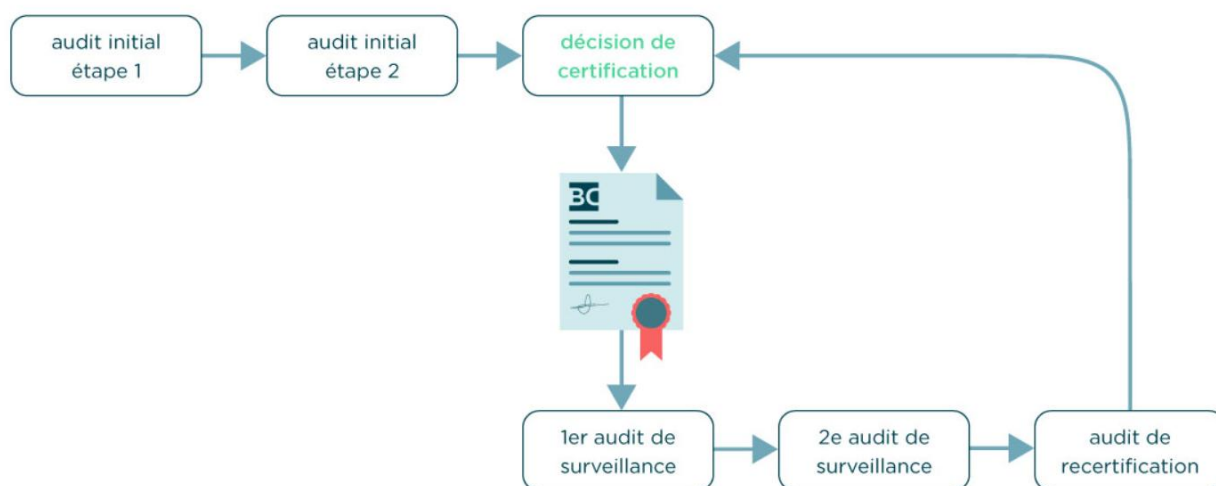 audit initial
étape 1
audit initial
étape 2
décision de
certification
1er audit de
surveillance
2e audit de
surveillance
audit de
recertification